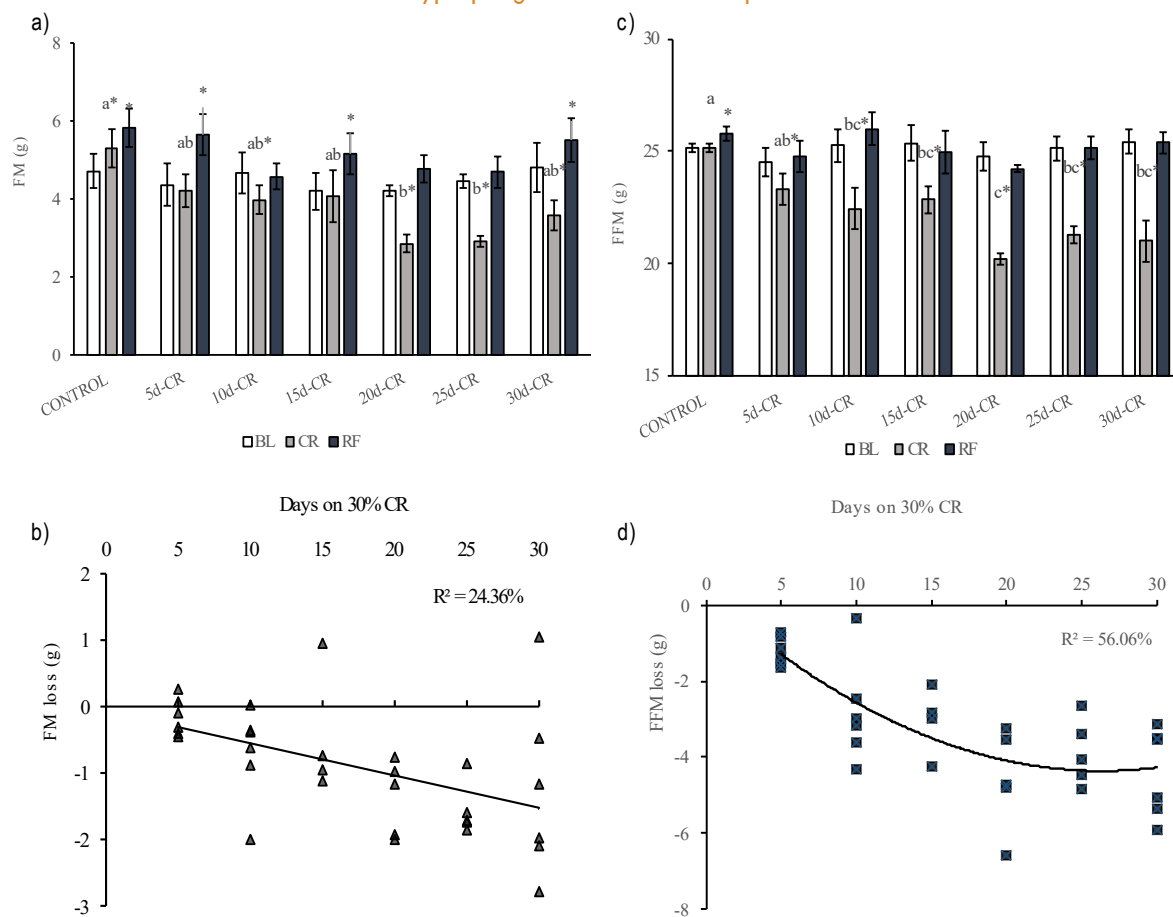 a)
8
6
4
2
0
FM (g)
a*
*
ab
*
ab*
ab
*
b*
b*
ab*
*
CONTROL
5d-CR
10d-CR
15d-CR
20d-CR
25d-CR
30d-CR
BL CR RF
c)
30
25
20
15
FFM (g)
a
*
ab*
bc*
bc*
c*
bc*
bc*
CONTROL
5d-CR
10d-CR
15d-CR
20d-CR
25d-CR
30d-CR
BL CR RF
b)
Days on 30% CR
0 5 10 15 20 25 30
2
1
0
-1
-2
-3
FM loss (g)
R² = 24.36%
d)
Days on 30% CR
0 5 10 15 20 25 30
0
-2
-4
-6
-8
FFM loss (g)
R² = 56.06%